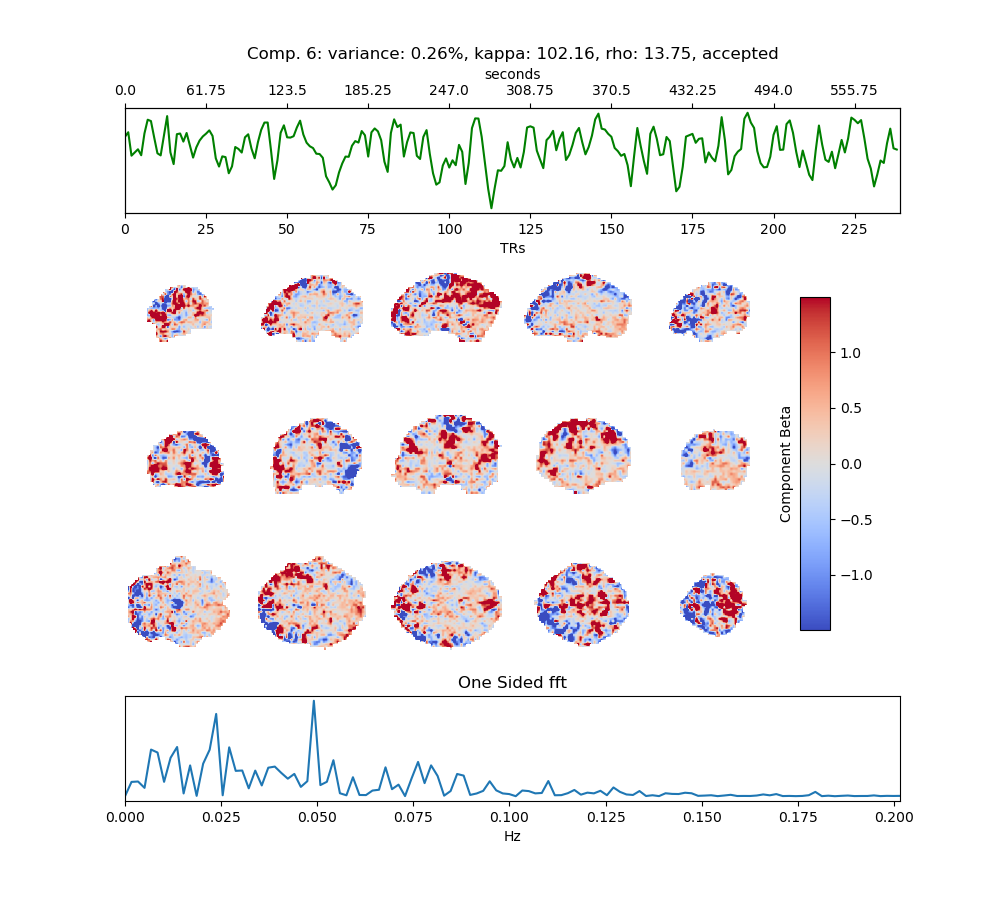 Comp. 6: variance: 0.26%, kappa: 102.16, rho: 13.75, accepted
seconds
0.0 61.75 123.5 185.25 247.0 308.75 370.5 432.25 494.0 555.75
0 25 50 75 100 125 150 175 200 225
TRs
1.0
0.5
0.0
−0.5
−1.0
Component Beta
One Sided fft
0.000 0.025 0.050 0.075 0.100 0.125 0.150 0.175 0.200
Hz